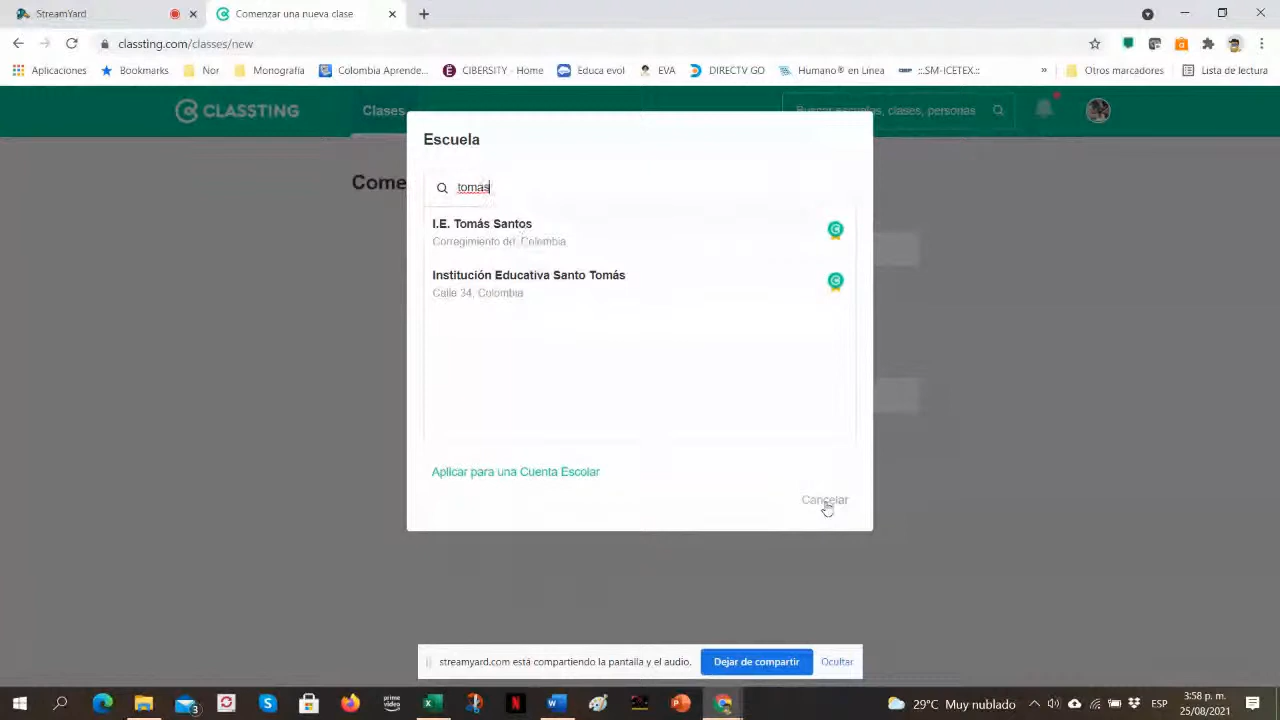 StreamYard
Comenzar una nueva clase
classting.com/classes/new
Aplicaciones
Bookmarks
Nor
Monografía
Colombia Aprende...
CIBERSITY - Home
Educa evol
EVA
DIRECTV GO
Humano® en Línea
::.SM-ICETEX.::
»
Otros marcadores
Lista de lectura
CLASSTING
Clases
Buscar escuelas, clases, personas
Come
Escuela
tomas
I.E. Tomás Santos
Corregimiento de, Colombia
Institución Educativa Santo Tomás
Calle 34, Colombia
Aplicar para una Cuenta Escolar
Cancelar
streamyard.com está compartiendo la pantalla y el audio.
Dejar de compartir
Ocultar
prime video
3
29°C Muy nublado
ESP
3:58 p. m.
25/08/2021